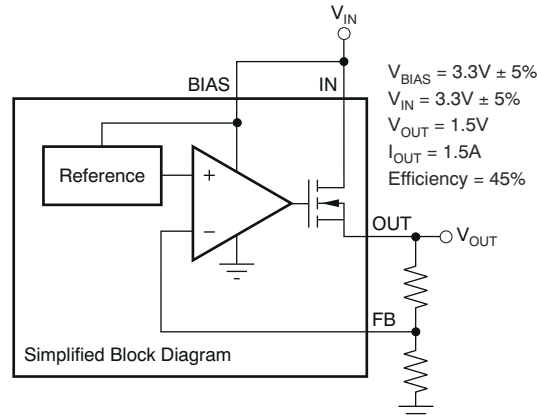 V_IN
BIAS
IN
V_BIAS = 3.3V ± 5%
V_IN = 3.3V ± 5%
V_OUT = 1.5V
I_OUT = 1.5A
Efficiency = 45%
Reference
+
−
OUT
V_OUT
FB
Simplified Block Diagram